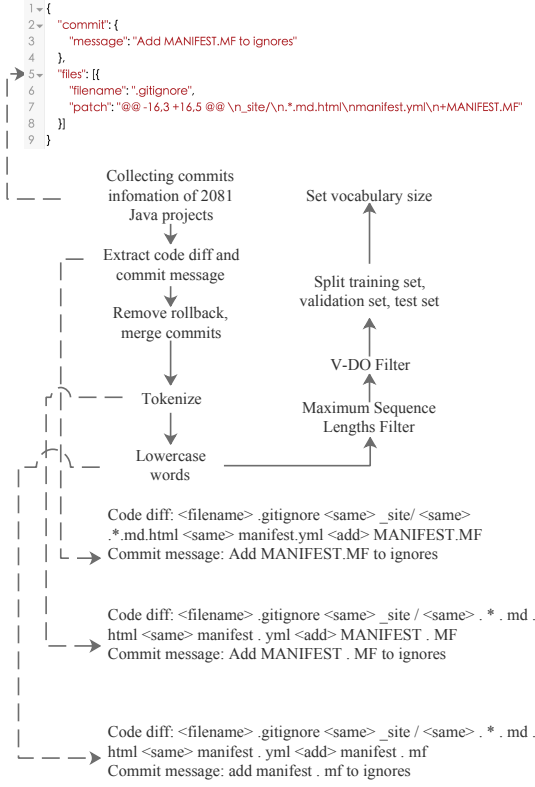 1 {
2 "commit": {
3 "message": "Add MANIFEST.MF to ignores"
4 },
5 "files": [{
6 "filename": ".gitignore",
7 "patch": "@@ -16,3 +16,5 @@ \n_site/\n.*.md.html\nmanifest.yml\n+MANIFEST.MF"
8 }]
9 }
Collecting commits
infomation of 2081
Java projects
Extract code diff and
commit message
Remove rollback,
merge commits
Tokenize
Lowercase
words
Set vocabulary size
Split training set,
validation set, test set
V-DO Filter
Maximum Sequence
Lengths Filter
Code diff: <filename> .gitignore <same> _site/ <same>
.*.md.html <same> manifest.yml <add> MANIFEST.MF
Commit message: Add MANIFEST.MF to ignores
Code diff: <filename> .gitignore <same> _site / <same> . * . md .
html <same> manifest . yml <add> MANIFEST . MF
Commit message: Add MANIFEST . MF to ignores
Code diff: <filename> .gitignore <same> _site / <same> . * . md .
html <same> manifest . yml <add> manifest . mf
Commit message: add manifest . mf to ignores